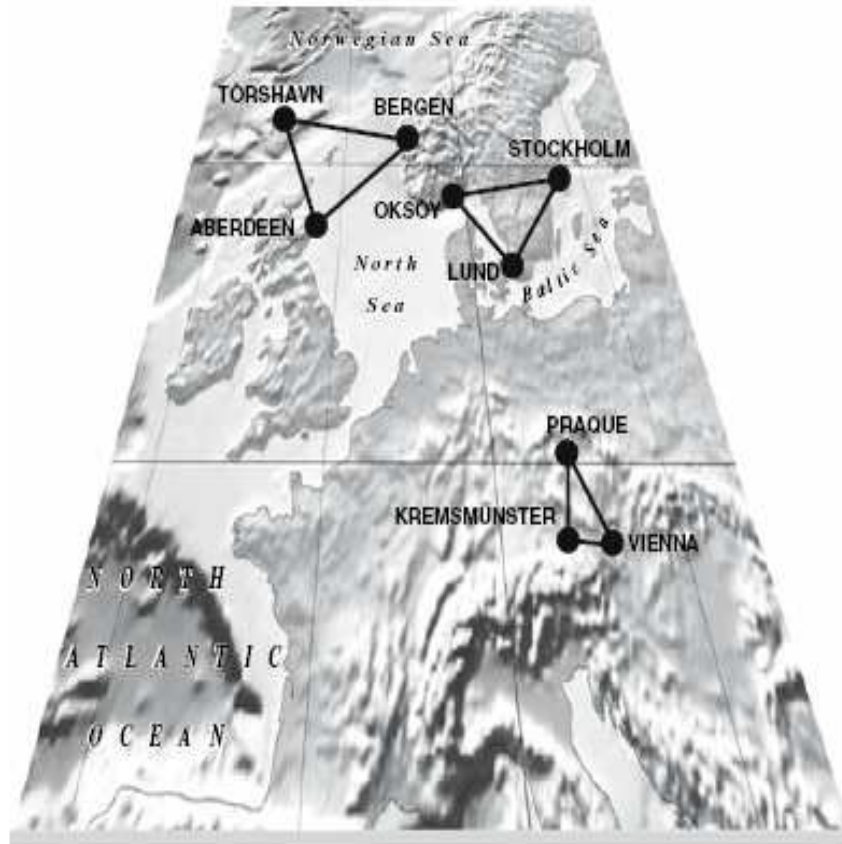 Norwegian Sea
TORSHAVN
BERGEN
STOCKHOLM
OKSOY
ABERDEEN
North
Sea
LUND
Baltic Sea
PRAQUE
KREMSMUNSTER
VIENNA
NORTH
ATLANTIC
OCEAN